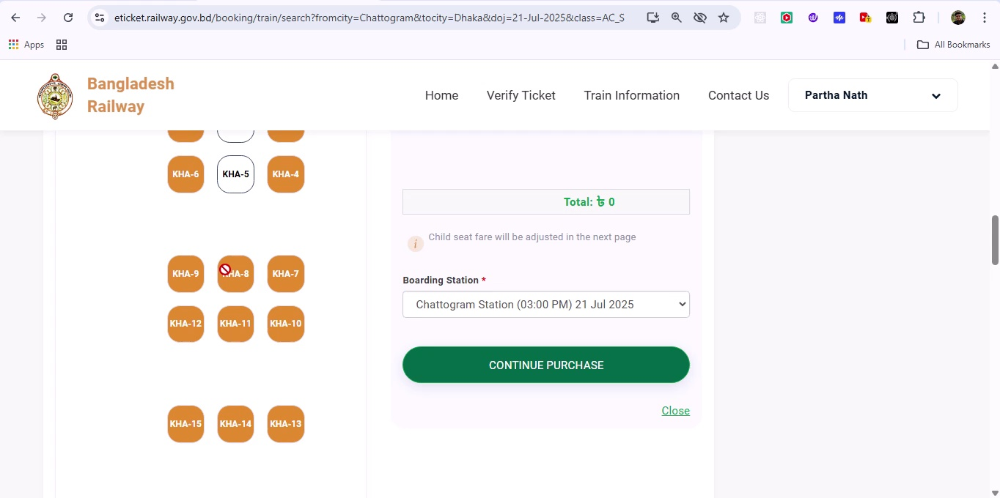 eticket.railway.gov.bd/booking/train/search?fromcity=Chattogram&tocity=Dhaka&doj=21-Jul-2025&class=AC_S
Apps
All Bookmarks
Bangladesh
Railway
Home Verify Ticket Train Information Contact Us Partha Nath
KHA-6 KHA-5 KHA-4
Total: ৳ 0
i Child seat fare will be adjusted in the next page
KHA-9 KHA-8 KHA-7
Boarding Station *
Chattogram Station (03:00 PM) 21 Jul 2025
KHA-12 KHA-11 KHA-10
CONTINUE PURCHASE
Close
KHA-15 KHA-14 KHA-13